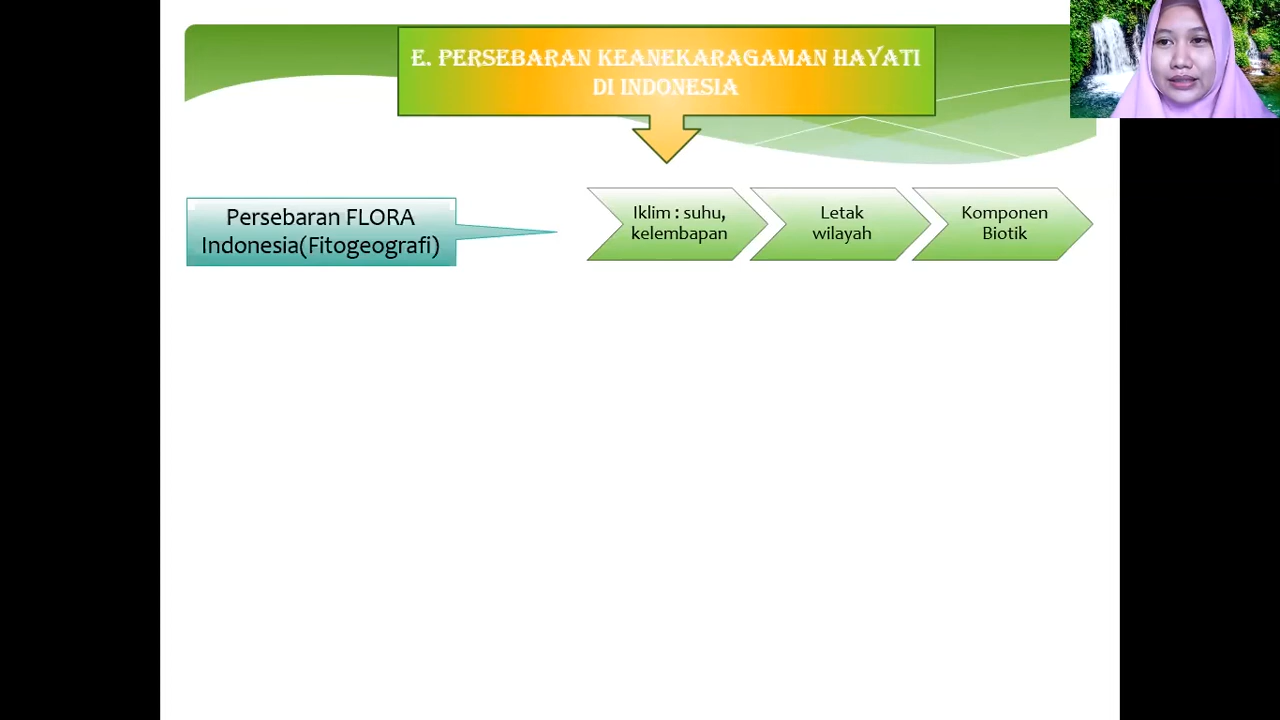 E. PERSEBARAN KEANEKARAGAMAN HAYATI
DI INDONESIA
Persebaran FLORA
Indonesia(Fitogeografi)
Iklim : suhu,
kelembapan
Letak
wilayah
Komponen
Biotik